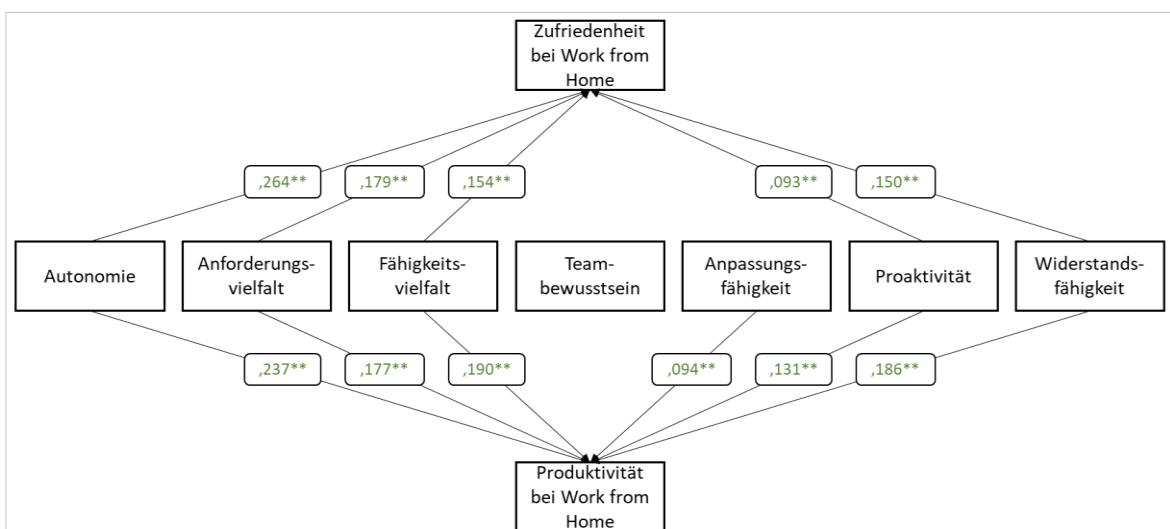 Zufriedenheit
bei Work from
Home
,264** ,179** ,154** ,093** ,150**
Autonomie
Anforderungs-
vielfalt
Fähigkeits-
vielfalt
Team-
bewusstsein
Anpassungs-
fähigkeit
Proaktivität
Widerstands-
fähigkeit
,237** ,177** ,190** ,094** ,131** ,186**
Produktivität
bei Work from
Home